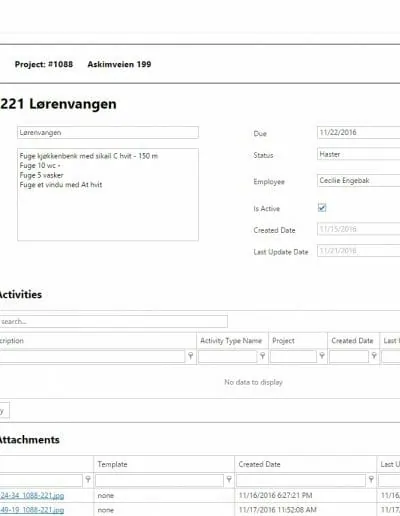 Project: #1088 Askimveien 199
221 Lørenvangen
Lørenvangen
Due 11/22/2016
Fuge kjøkkenbenk med sikail C hvit - 150 m
Fuge 10 wc -
Fuge 5 vasker
Fuge et vindu med At hvit
Status Haster
Employee Cecilie Engebak
Is Active
Created Date 11/15/2016
Last Update Date 11/21/2016
Activities
search...
cription Activity Type Name Project Created Date Last U
No data to display
y
Attachments
Template Created Date Last U
24-34_1088-221.jpg none 11/16/2016 6:27:21 PM 11/16
49-19_1088-221.jpg none 11/17/2016 11:52:08 AM 11/17